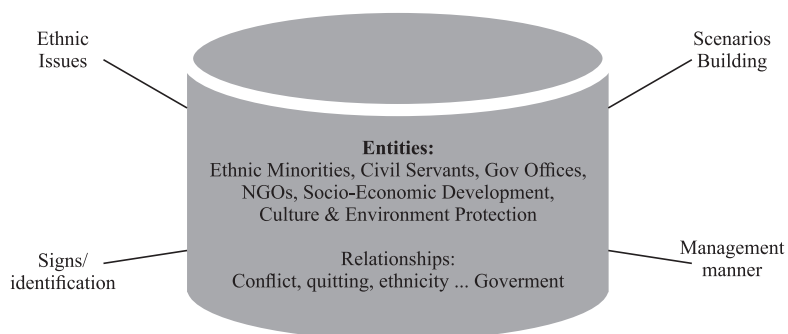 Ethnic
Issues
Scenarios
Building
Entities:
Ethnic Minorities, Civil Servants, Gov Offices,
NGOs, Socio-Economic Development,
Culture & Environment Protection
Relationships:
Conflict, quitting, ethnicity ... Goverment
Signs/
identification
Management
manner